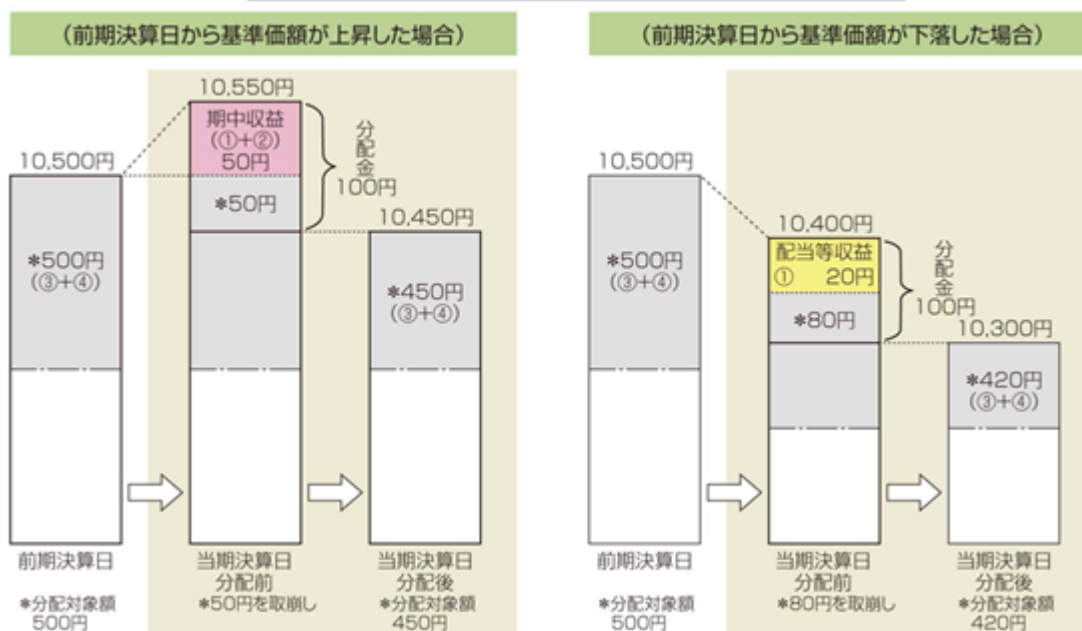 (前期決算日から基準価額が上昇した場合)
10,550円
期中収益
(①+②)
50円
分配金
100円
10,500円
*50円
10,450円
*500円
(③+④)
*450円
(③+④)
前期決算日
当期決算日
分配前
当期決算日
分配後
*分配対象額
500円
*50円を取崩し
*分配対象額
450円
(前期決算日から基準価額が下落した場合)
10,500円
10,400円
配当等収益
① 20円
分配金
100円
*500円
(③+④)
*80円
10,300円
*420円
(③+④)
前期決算日
当期決算日
分配前
当期決算日
分配後
*分配対象額
500円
*80円を取崩し
*分配対象額
420円